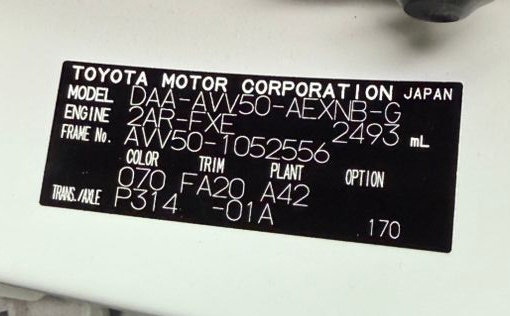 TOYOTA MOTOR CORPORATION JAPAN
MODEL DAA-AVV50-AEXNB-G
ENGINE 2AR-FXE 2493 mL
FRAME No. AVV50-1052556
COLOR TRIM PLANT OPTION
070 FA20 A42
TRANS./AXLE P314 -01A
170